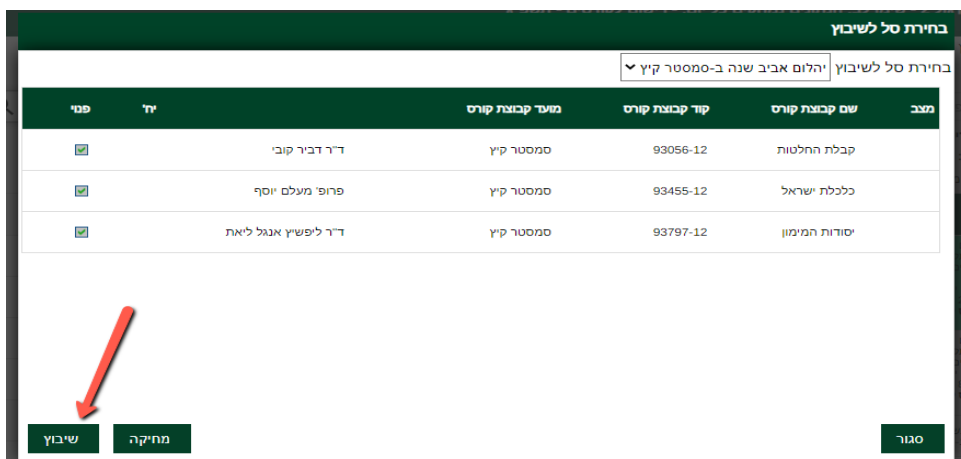 בחירת סל לשיבוץ
בחירת סל לשיבוץ יהלום אביב שנה ב-סמסטר קיץ
מצב שם קבוצת קורס קוד קבוצת קורס מועד קבוצת קורס יח' פנוי
קבלת החלטות 93056-12 סמסטר קיץ ד"ר דביר קובי
כלכלת ישראל 93455-12 סמסטר קיץ פרופ' מעלם יוסף
יסודות המימון 93797-12 סמסטר קיץ ד"ר ליפשיץ אנגל ליאת
סגור מחיקה שיבוץ